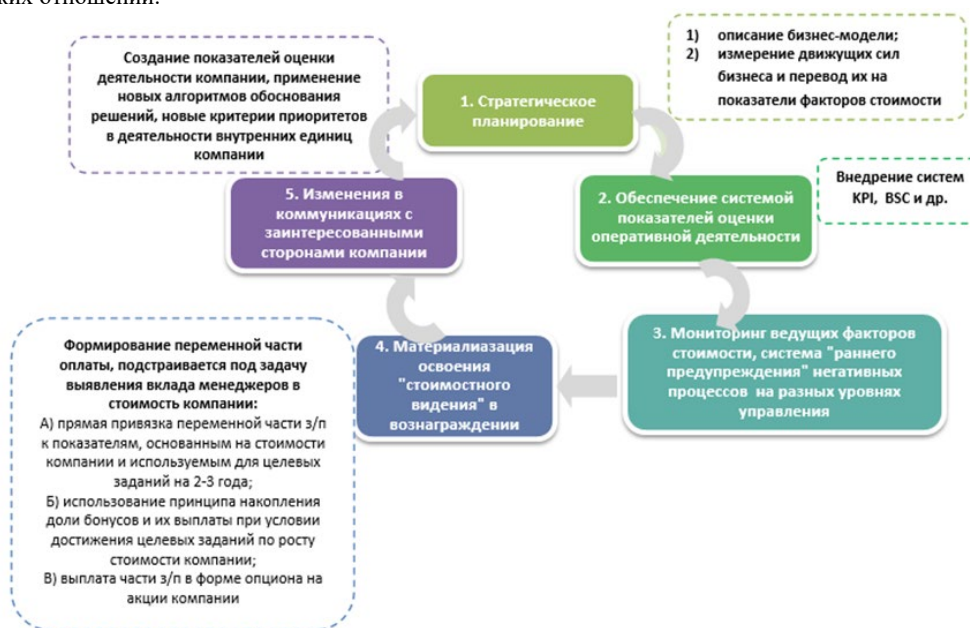 ких отношений.
Создание показателей оценки
деятельности компании, применение
новых алгоритмов обоснования
решений, новые критерии приоритетов
в деятельности внутренних единиц
компании
1. Стратегическое
планирование
1) описание бизнес-модели;
2) измерение движущих сил
бизнеса и перевод их на
показатели факторов стоимости
5. Изменения в
коммуникациях с
заинтересованными
сторонами компании
2. Обеспечение системой
показателей оценки
оперативной деятельности
Внедрение систем
KPI, BSC и др.
Формирование переменной части
оплаты, подстраивается под задачу
выявления вклада менеджеров в
стоимость компании:
А) прямая привязка переменной части з/п
к показателям, основанным на стоимости
компании и используемым для целевых
заданий на 2-3 года;
Б) использование принципа накопления
доли бонусов и их выплаты при условии
достижения целевых заданий по росту
стоимости компании;
В) выплата части з/п в форме опциона на
акции компании
4. Материалиазация
освоения
"стоимостного
видения" в
вознаграждении
3. Мониторинг ведущих факторов
стоимости, система "раннего
предупреждения" негативных
процессов на разных уровнях
управления